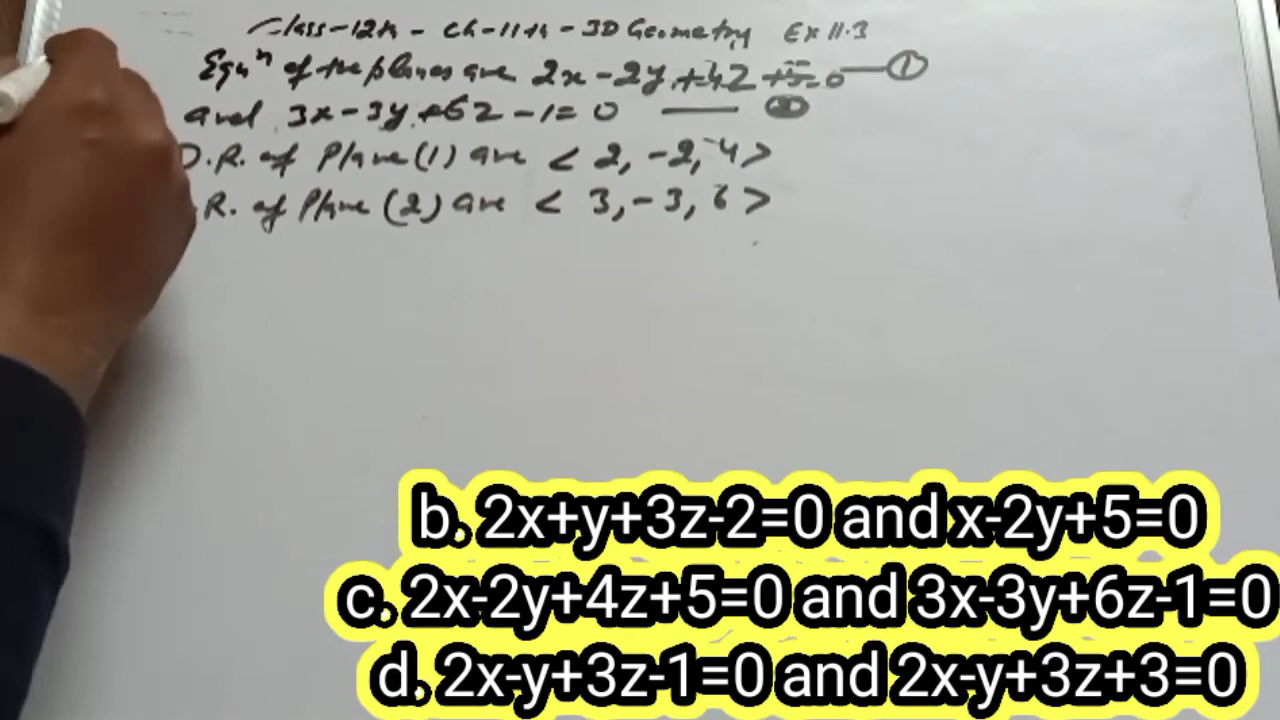 Class-12th - Ch-11th - 3D Geometry Ex 11.3
Equⁿ of the planes are 2x - 2y + 4z + 5 = 0 — ①
and 3x - 3y + 6z - 1 = 0 —
D.R. of Plane (1) are < 2, -2, 4 >
R. of Plane (2) are < 3, -3, 6 >
b. 2x+y+3z-2=0 and x-2y+5=0
c. 2x-2y+4z+5=0 and 3x-3y+6z-1=0
d. 2x-y+3z-1=0 and 2x-y+3z+3=0